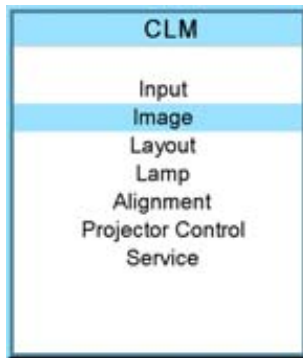 CLM
Input
Image
Layout
Lamp
Alignment
Projector Control
Service